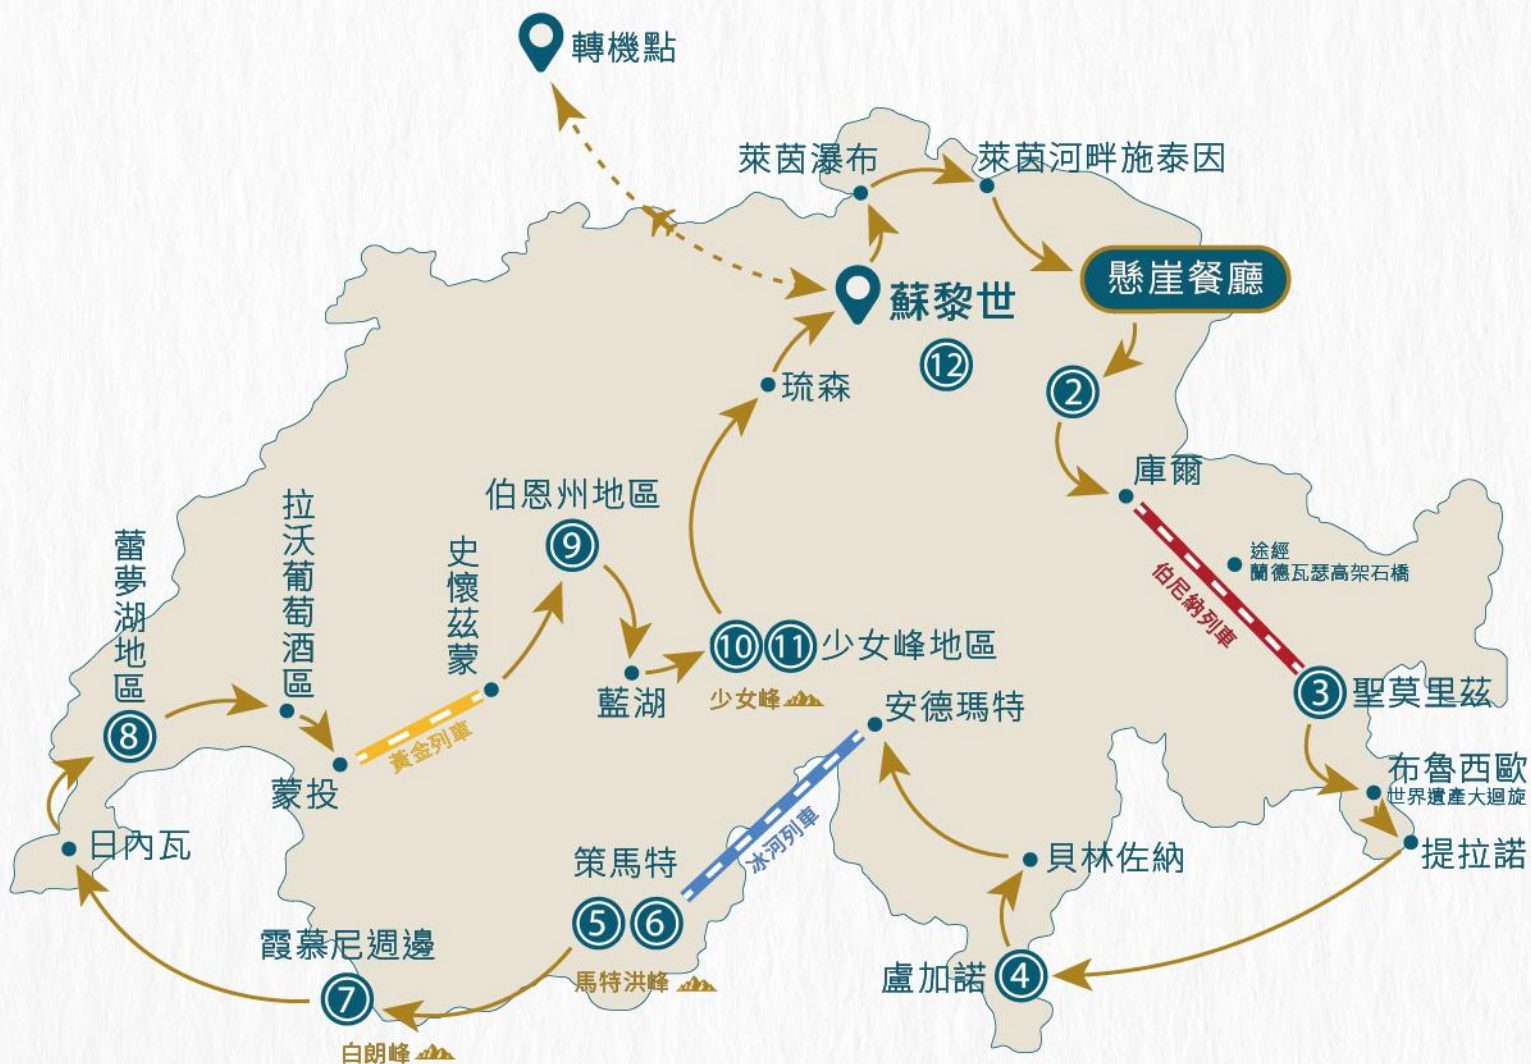 轉機點
萊茵瀑布
萊茵河畔施泰因
懸崖餐廳
蘇黎世
12
2
琉森
庫爾
途經
蘭德瓦瑟高架石橋
伯尼納列車
伯恩州地區
9
拉沃葡萄酒區
史懷茲蒙
蕾夢湖地區
8
10
11
少女峰地區
少女峰
藍湖
3
聖莫里茲
安德瑪特
黃金列車
蒙投
布魯西歐
世界遺產大迴旋
提拉諾
日內瓦
策馬特
5
6
冰河列車
貝林佐納
霞慕尼週邊
7
馬特洪峰
盧加諾
4
白朗峰